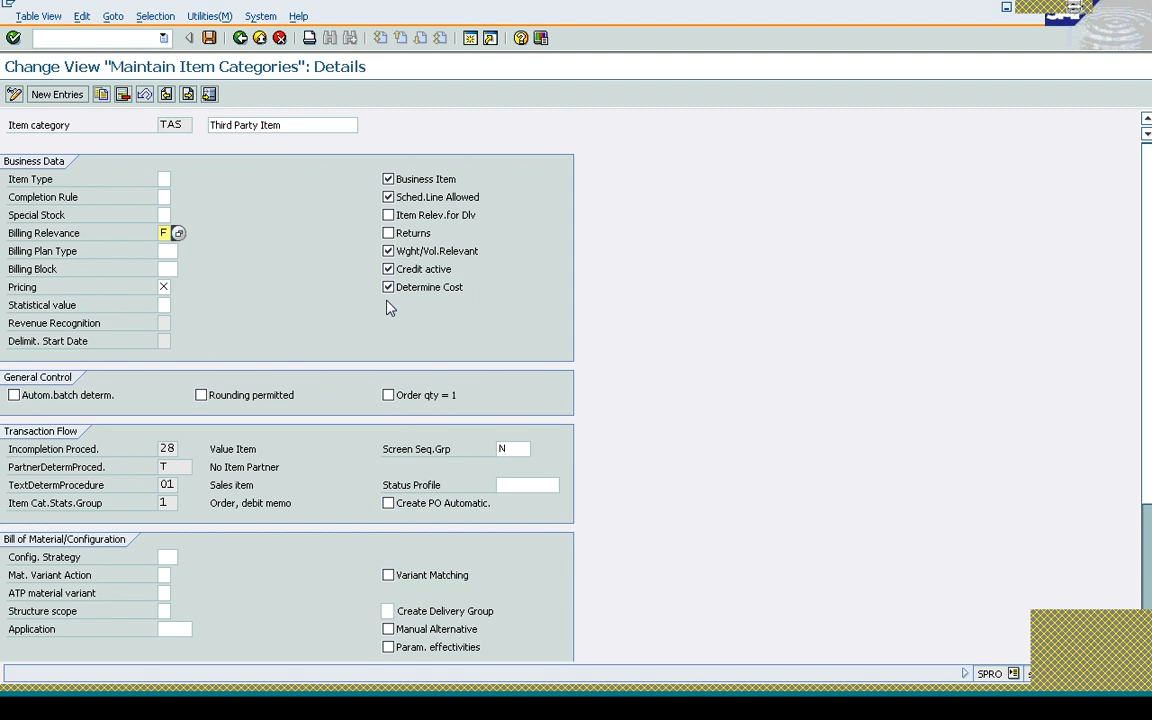 Table View Edit Goto Selection Utilities(M) System Help
Change View "Maintain Item Categories": Details
New Entries
Item category TAS Third Party Item
Business Data
Item Type Business Item
Completion Rule Sched.Line Allowed
Special Stock Item Relev.for Dlv
Billing Relevance F Returns
Billing Plan Type Wght/Vol.Relevant
Billing Block Credit active
Pricing X Determine Cost
Statistical value
Revenue Recognition
Delimit. Start Date
General Control
Autom.batch determ. Rounding permitted Order qty = 1
Transaction Flow
Incompletion Proced. 28 Value Item Screen Seq.Grp N
PartnerDetermProced. T No Item Partner
TextDetermProcedure 01 Sales item Status Profile
Item Cat.Stats.Group 1 Order, debit memo Create PO Automatic.
Bill of Material/Configuration
Config. Strategy
Mat. Variant Action Variant Matching
ATP material variant
Structure scope Create Delivery Group
Application Manual Alternative
Param. effectivities
SPRO